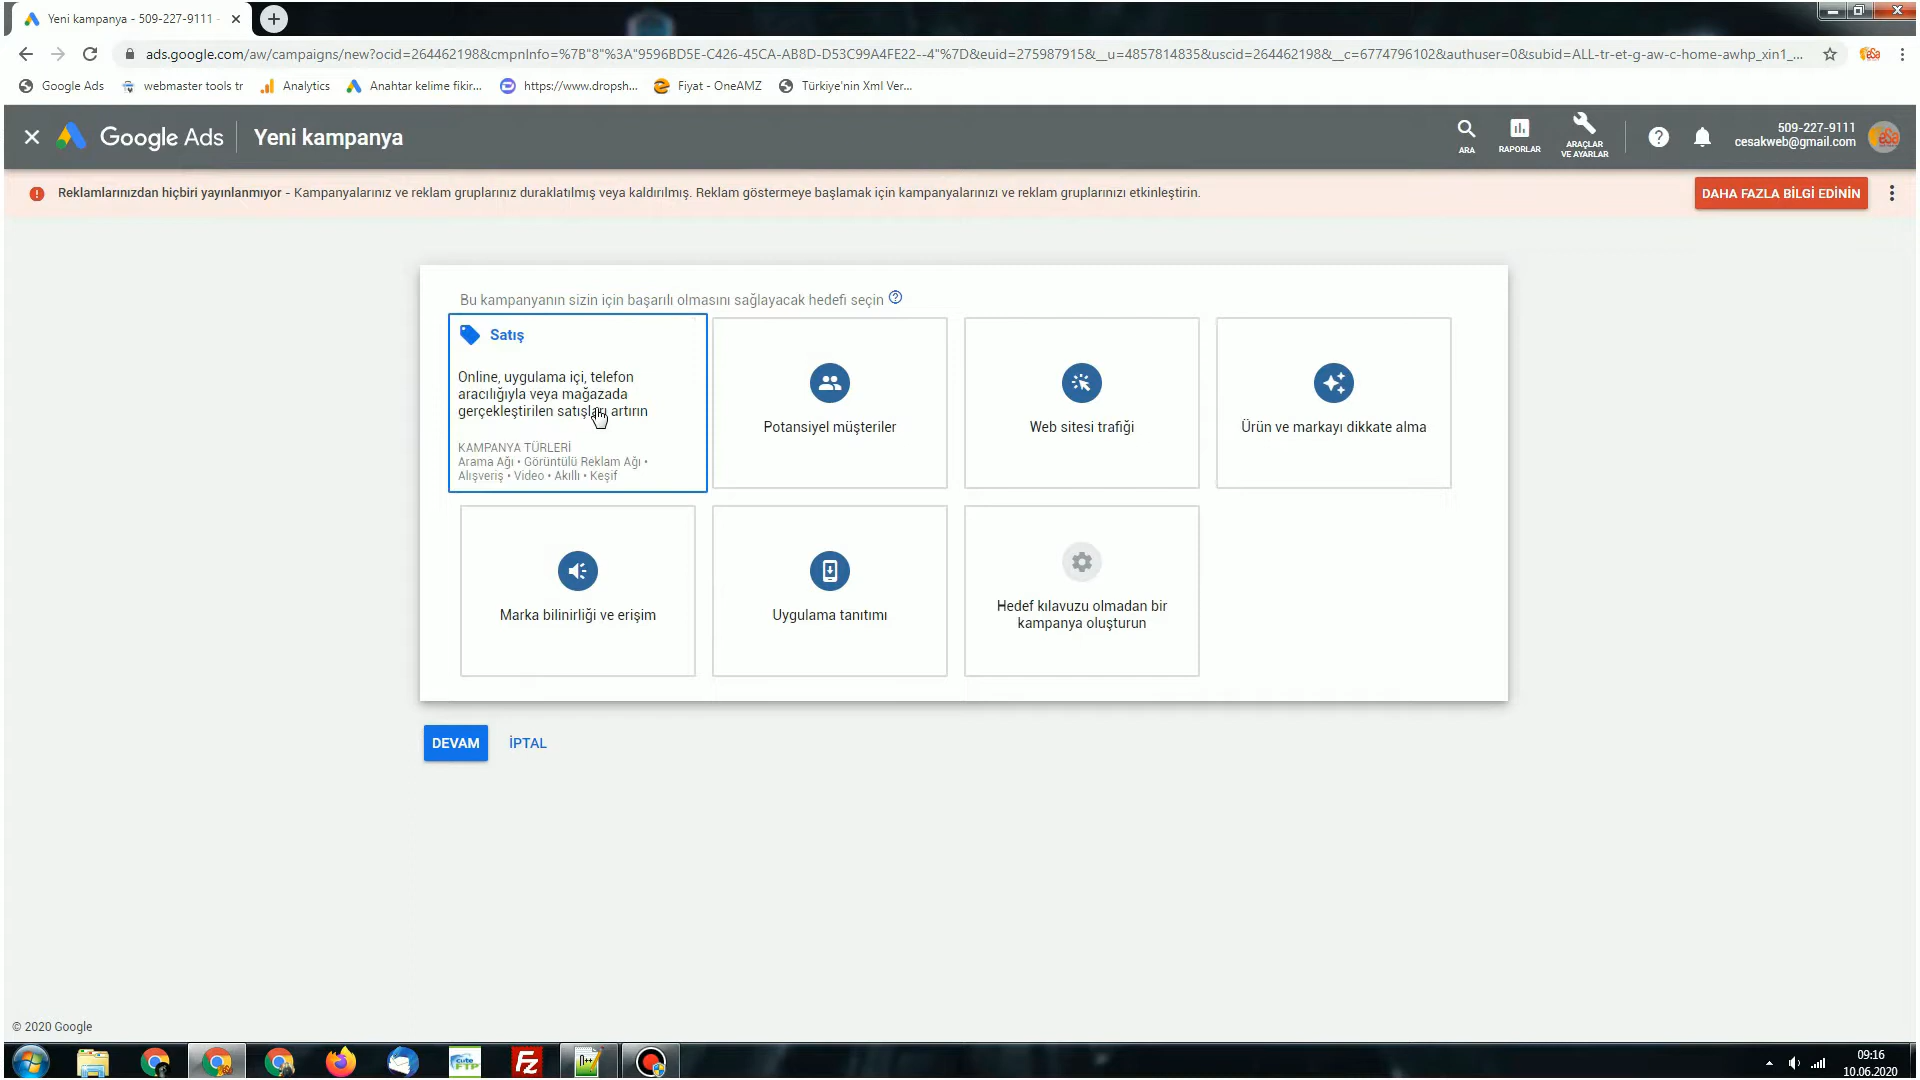 Yeni kampanya - 509-227-9111 -
ads.google.com/aw/campaigns/new?ocid=264462198&cmpnInfo=%7B"8"%3A"9596BD5E-C426-45CA-AB8D-D53C99A4FE22--4"%7D&euid=275987915&__u=4857814835&uscid=264462198&__c=6774796102&authuser=0&subid=ALL-tr-et-g-aw-c-home-awhp_xin1_...
Google Ads webmaster tools tr Analytics Anahtar kelime fikir... https://www.dropsh... Fiyat - OneAMZ Türkiye'nin Xml Ver...
Google Ads Yeni kampanya
ARA RAPORLAR ARAÇLAR
VE AYARLAR
509-227-9111
cesakweb@gmail.com
Reklamlarınızdan hiçbiri yayınlanmıyor - Kampanyalarınız ve reklam gruplarınız duraklatılmış veya kaldırılmış. Reklam göstermeye başlamak için kampanyalarınızı ve reklam gruplarınızı etkinleştirin.
DAHA FAZLA BİLGİ EDİNİN
Bu kampanyanın sizin için başarılı olmasını sağlayacak hedefi seçin
Satış
Online, uygulama içi, telefon
aracılığıyla veya mağazada
gerçekleştirilen satışları artırın
KAMPANYA TÜRLERİ
Arama Ağı • Görüntülü Reklam Ağı •
Alışveriş • Video • Akıllı • Keşif
Potansiyel müşteriler
Web sitesi trafiği
Ürün ve markayı dikkate alma
Marka bilinirliği ve erişim
Uygulama tanıtımı
Hedef kılavuzu olmadan bir
kampanya oluşturun
DEVAM İPTAL
© 2020 Google
cute
FTP
Fz
09:16
10.06.2020